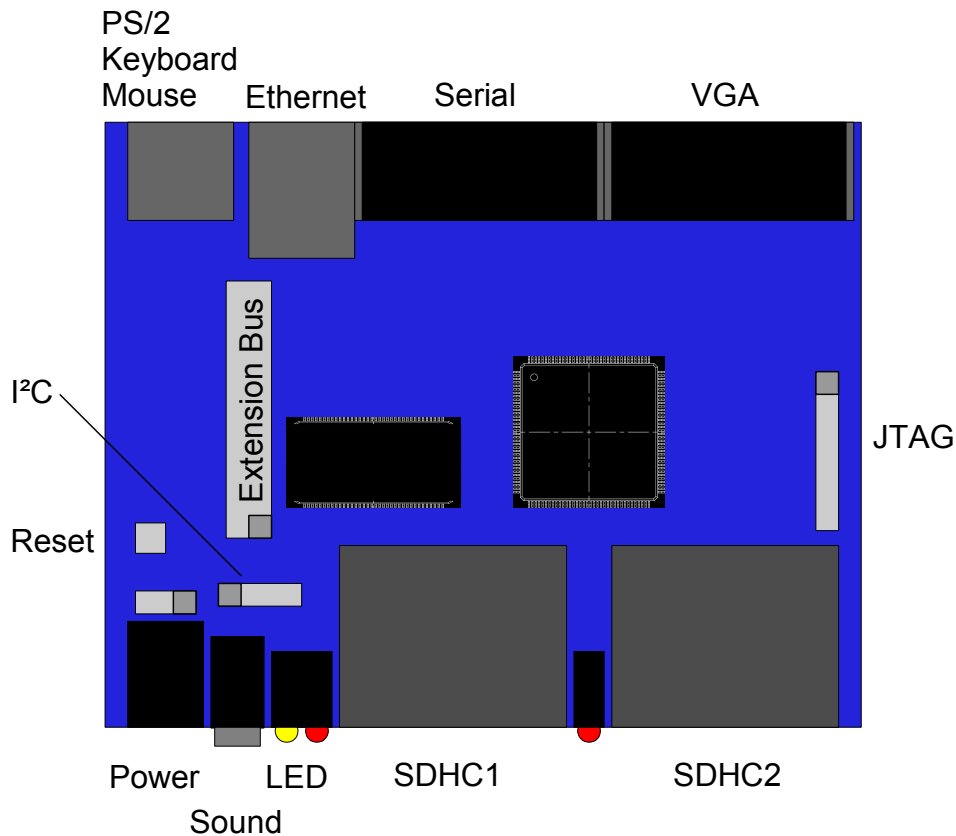 PS/2
Keyboard
Mouse
Ethernet
Serial
VGA
Extension Bus
I²C
JTAG
Reset
Power
LED
SDHC1
SDHC2
Sound